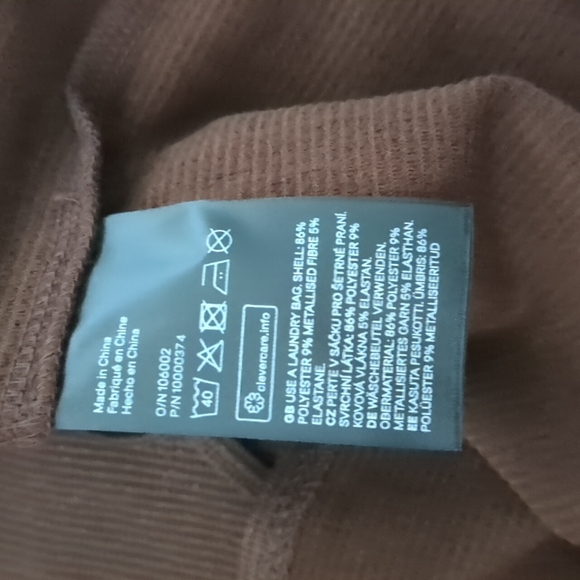 Made in China
Fabriqué en Chine
Hecho en China
O/N 106002
P/N 10000374
40
clevercare.info
GB USE A LAUNDRY BAG. SHELL: 86%
POLYESTER 9% METALLISED FIBRE 5%
ELASTANE.
CZ PERTE V SÁČKU PRO ŠETRNÉ PRANÍ.
SVRCHNÍ LÁTKA: 86% POLYESTER 9%
KOVOVÁ VLÁKNA 5% ELASTAN.
DE WÄSCHEBEUTEL VERWENDEN.
OBERMATERIAL: 86% POLYESTER 9%
METALLISIERTES GARN 5% ELASTHAN.
EE KASUTA PESUKOTTI. ÜMBRIS: 86%
POLÜESTER 9% METALLISEERITUD